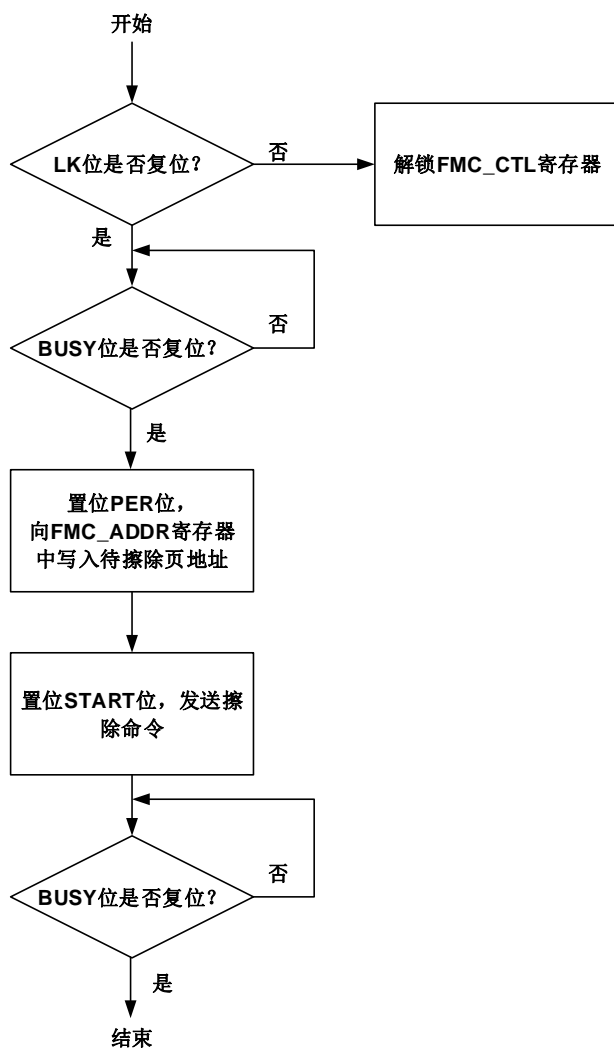 开始
LK位是否复位？
否
解锁FMC_CTL寄存器
是
BUSY位是否复位？
否
是
置位PER位，
向FMC_ADDR寄存器
中写入待擦除页地址
置位START位，发送擦
除命令
否
BUSY位是否复位？
是
结束